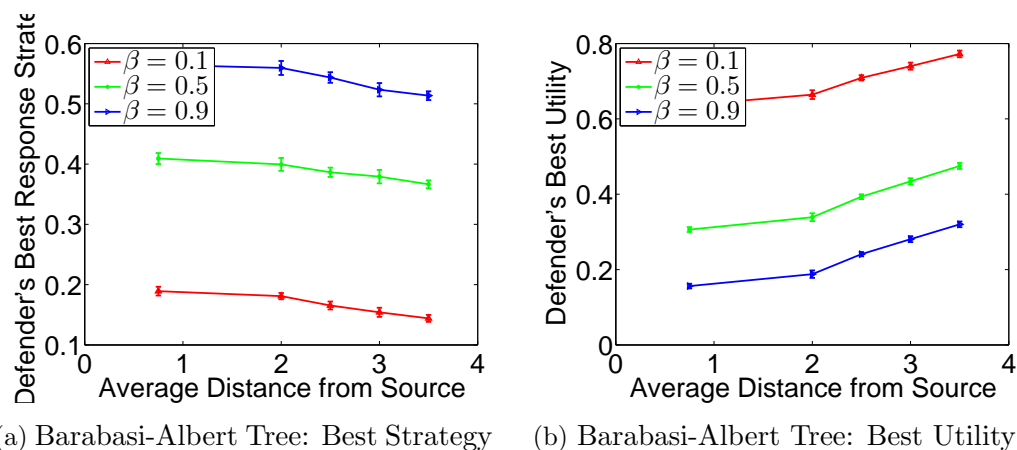 Defender's Best Response Strate
0.6
0.5
0.4
0.3
0.2
0.1
β = 0.1
β = 0.5
β = 0.9
0 1 2 3 4
Average Distance from Source
(a) Barabasi-Albert Tree: Best Strategy
Defender's Best Utility
0.8
0.6
0.4
0.2
0
β = 0.1
β = 0.5
β = 0.9
0 1 2 3 4
Average Distance from Source
(b) Barabasi-Albert Tree: Best Utility